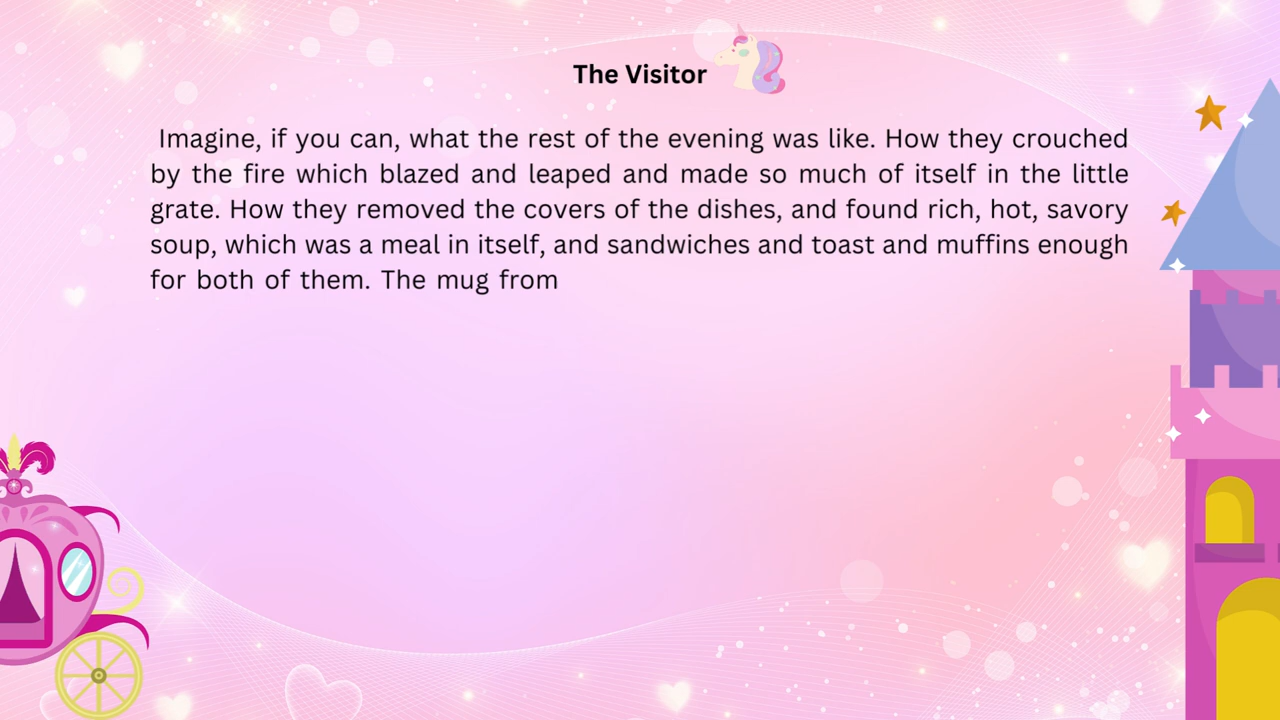 The Visitor
Imagine, if you can, what the rest of the evening was like. How they crouched
by the fire which blazed and leaped and made so much of itself in the little
grate. How they removed the covers of the dishes, and found rich, hot, savory
soup, which was a meal in itself, and sandwiches and toast and muffins enough
for both of them. The mug from